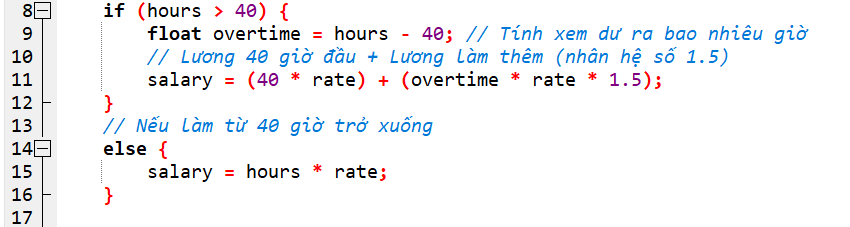 8 if (hours > 40) {
9 float overtime = hours - 40; // Tính xem dư ra bao nhiêu giờ
10 // Lương 40 giờ đầu + Lương làm thêm (nhân hệ số 1.5)
11 salary = (40 * rate) + (overtime * rate * 1.5);
12 }
13 // Nếu làm từ 40 giờ trở xuống
14 else {
15 salary = hours * rate;
16 }
17